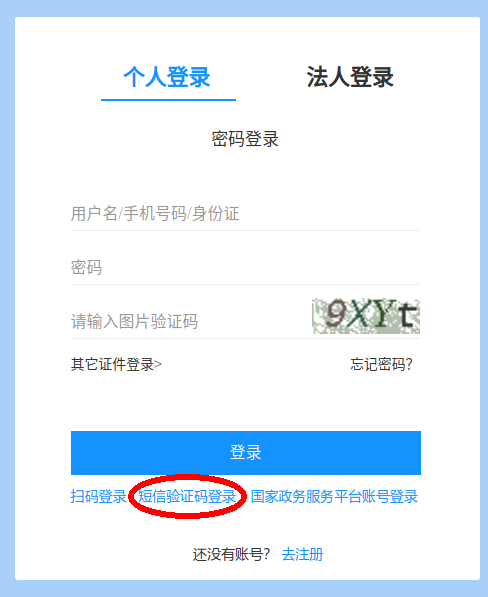 个人登录 法人登录
密码登录
用户名/手机号码/身份证
密码
请输入图片验证码 9XYt
其它证件登录> 忘记密码?
登录
扫码登录 短信验证码登录 国家政务服务平台账号登录
还没有账号? 去注册